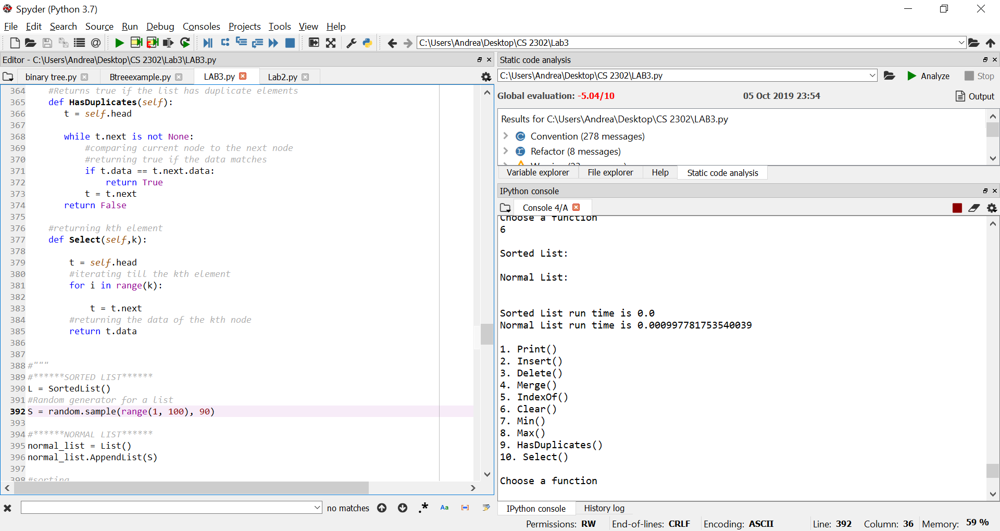 Spyder (Python 3.7)
File Edit Search Source Run Debug Consoles Projects Tools View Help
C:\Users\Andrea\Desktop\CS 2302\Lab3
Editor - C:\Users\Andrea\Desktop\CS 2302\Lab3\LAB3.py
binary tree.py Btreeexample.py LAB3.py Lab2.py
364 #Returns true if the list has duplicate elements
365 def HasDuplicates(self):
366 t = self.head
367
368 while t.next is not None:
369 #comparing current node to the next node
370 #returning true if the data matches
371 if t.data == t.next.data:
372 return True
373 t = t.next
374 return False
375
376 #returning kth element
377 def Select(self,k):
378
379 t = self.head
380 #iterating till the kth element
381 for i in range(k):
382
383 t = t.next
384 #returning the data of the kth node
385 return t.data
386
387
388 #"""
389 #******SORTED LIST******
390 L = SortedList()
391 #Random generator for a list
392 S = random.sample(range(1, 100), 90)
393
394 #******NORMAL LIST******
395 normal_list = List()
396 normal_list.AppendList(S)
397
398 #sorting
no matches
.* Aa
Static code analysis
C:\Users\Andrea\Desktop\CS 2302\LAB3.py
Analyze Stop
Global evaluation: -5.04/10 05 Oct 2019 23:54 Output
Results for C:\Users\Andrea\Desktop\CS 2302\LAB3.py
Convention (278 messages)
Refactor (8 messages)
Variable explorer File explorer Help Static code analysis
IPython console
Console 4/A
Choose a function
6
Sorted List:
Normal List:
Sorted List run time is 0.0
Normal List run time is 0.000997781753540039
1. Print()
2. Insert()
3. Delete()
4. Merge()
5. IndexOf()
6. Clear()
7. Min()
8. Max()
9. HasDuplicates()
10. Select()
Choose a function
IPython console History log
Permissions: RW End-of-lines: CRLF Encoding: ASCII Line: 392 Column: 36 Memory: 59 %